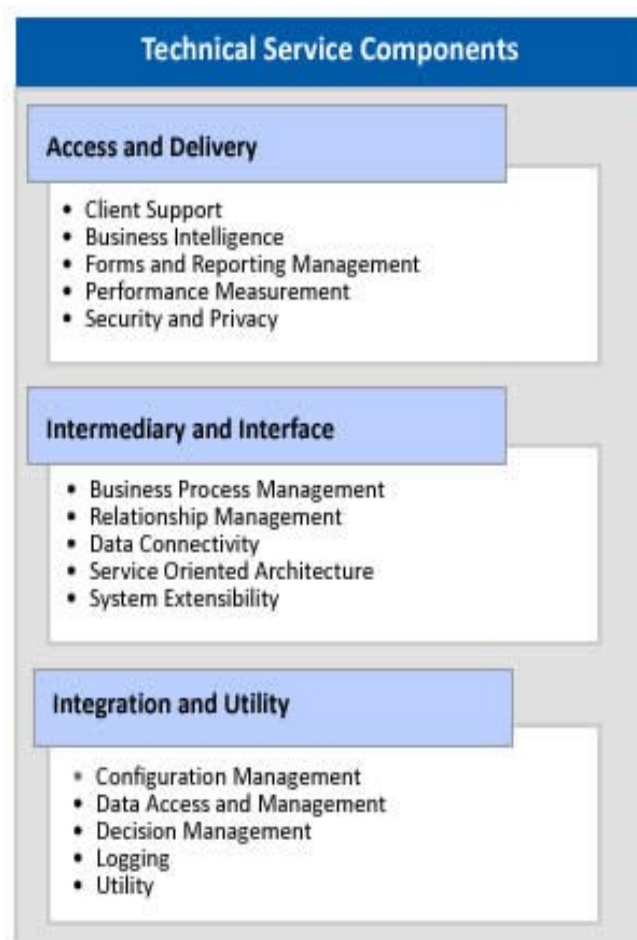 Technical Service Components
Access and Delivery
• Client Support
• Business Intelligence
• Forms and Reporting Management
• Performance Measurement
• Security and Privacy
Intermediary and Interface
• Business Process Management
• Relationship Management
• Data Connectivity
• Service Oriented Architecture
• System Extensibility
Integration and Utility
• Configuration Management
• Data Access and Management
• Decision Management
• Logging
• Utility